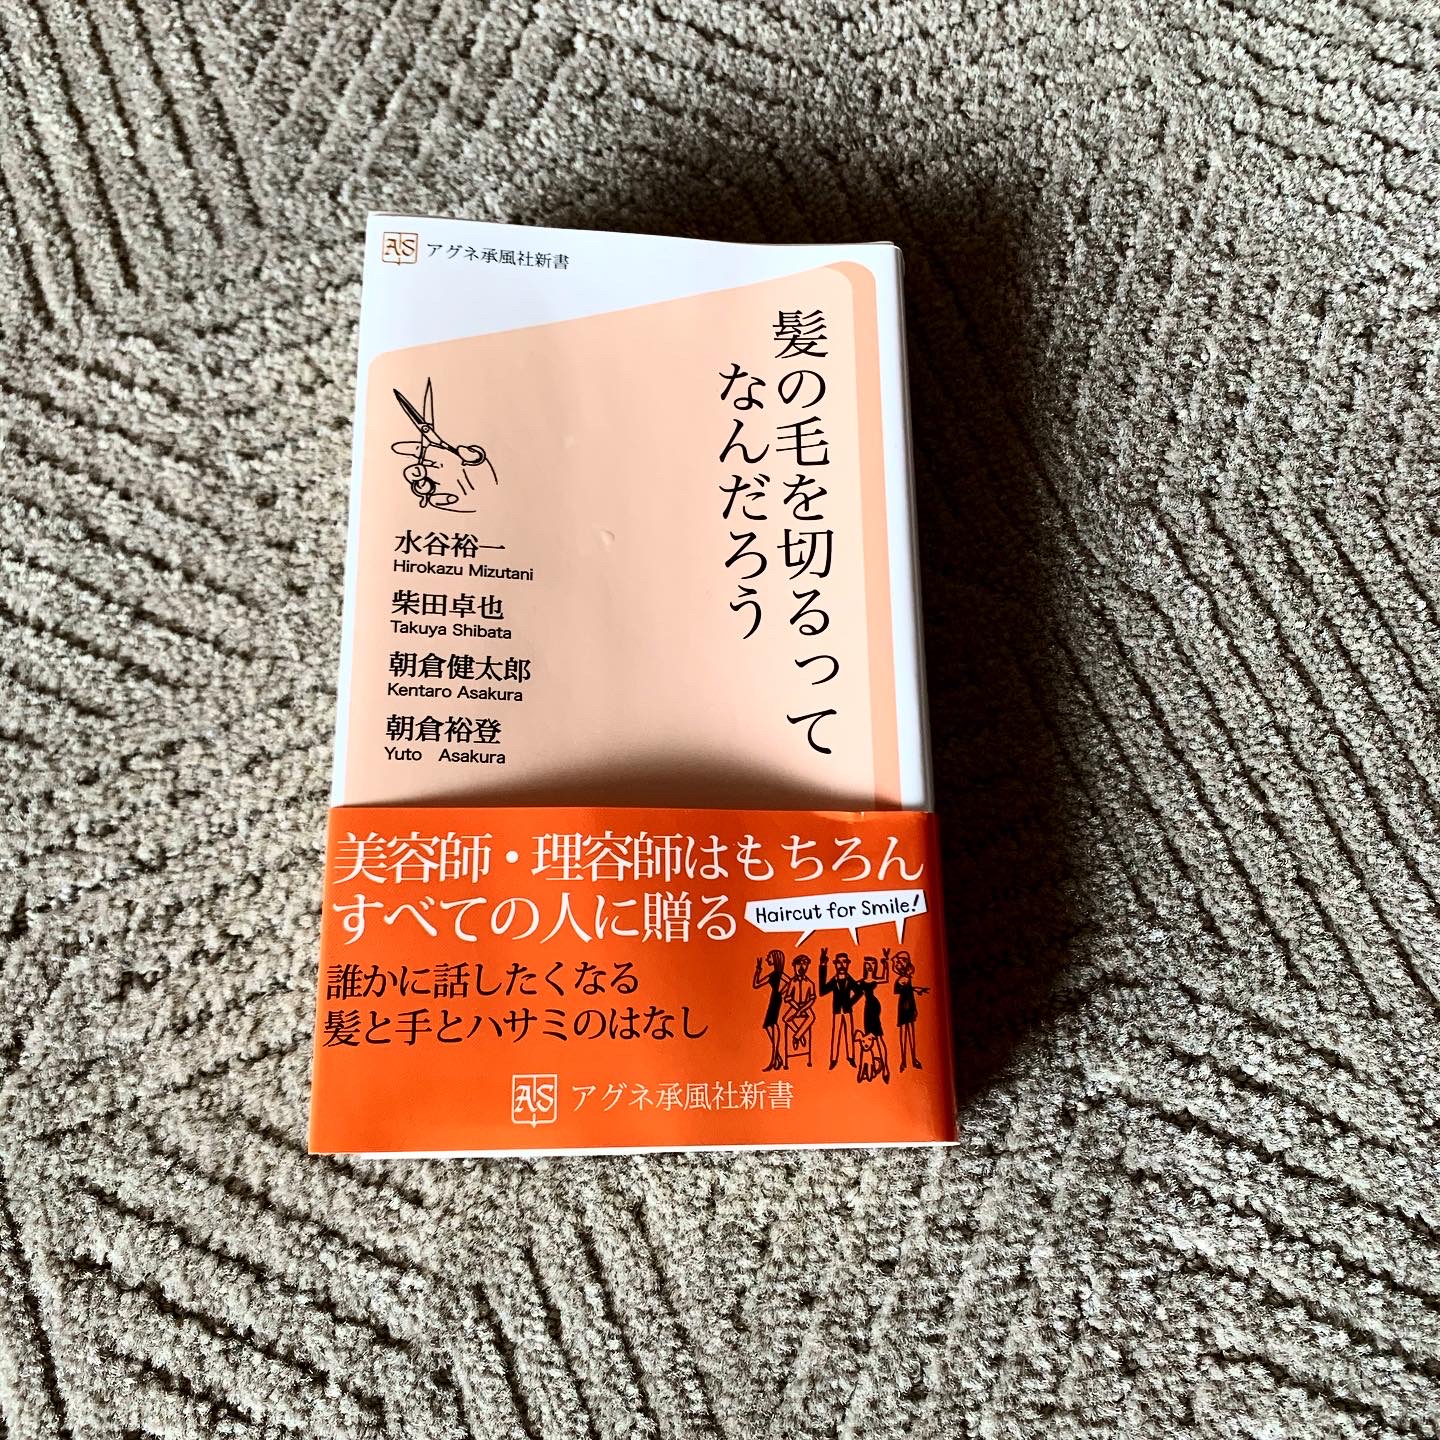 AS アグネ承風社新書
髪の毛を切るって
なんだろう
水谷裕一
Hirokazu Mizutani
柴田卓也
Takuya Shibata
朝倉健太郎
Kentaro Asakura
朝倉裕登
Yuto Asakura
美容師・理容師はもちろん
すべての人に贈る
Haircut for Smile!
誰かに話したくなる
髪と手とハサミのはなし
AS アグネ承風社新書